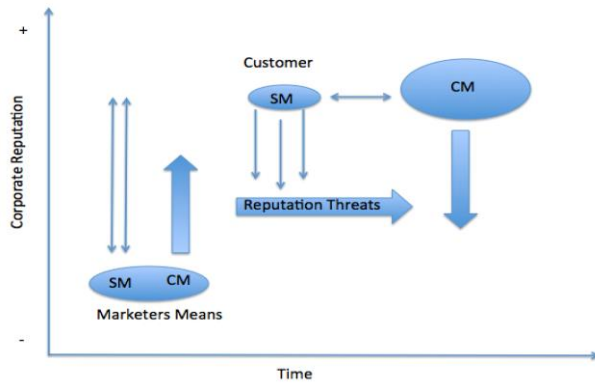 +
Corporate Reputation
Customer
SM
CM
Reputation Threats
SM
CM
Marketers Means
-
Time